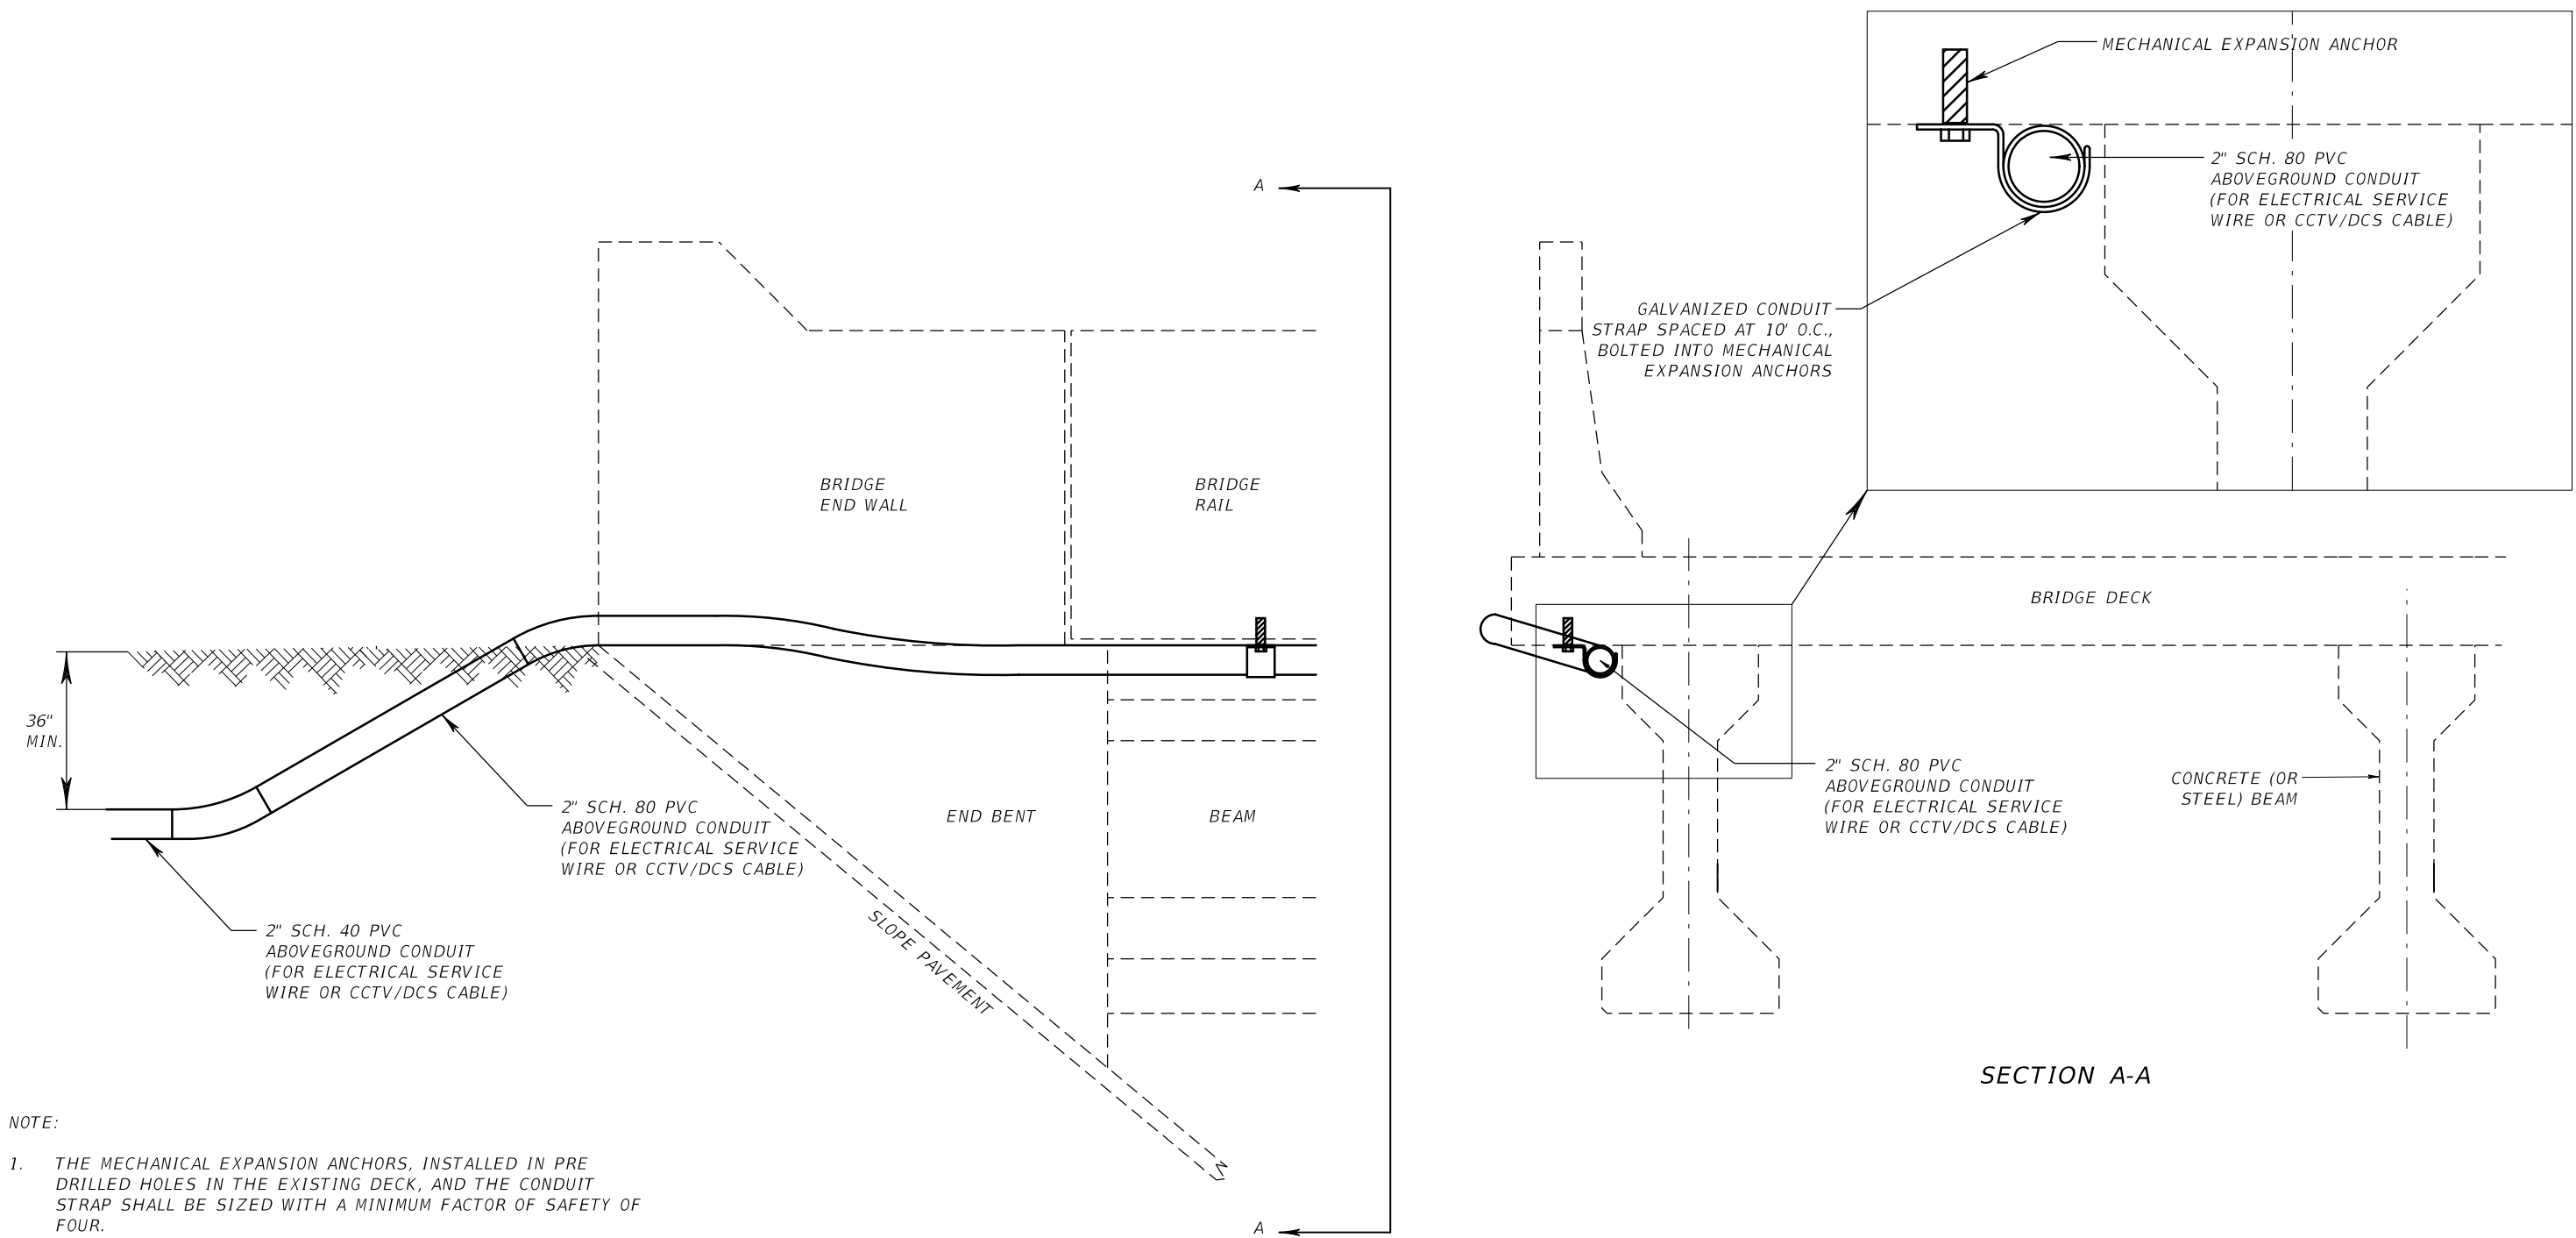 MECHANICAL EXPANSION ANCHOR
2" SCH. 80 PVC
ABOVEGROUND CONDUIT
(FOR ELECTRICAL SERVICE
WIRE OR CCTV/DCS CABLE)
A
GALVANIZED CONDUIT
STRAP SPACED AT 10' O.C.,
BOLTED INTO MECHANICAL
EXPANSION ANCHORS
BRIDGE
END WALL
BRIDGE
RAIL
BRIDGE DECK
36"
MIN.
2" SCH. 80 PVC
ABOVEGROUND CONDUIT
(FOR ELECTRICAL SERVICE
WIRE OR CCTV/DCS CABLE)
END BENT
BEAM
2" SCH. 80 PVC
ABOVEGROUND CONDUIT
(FOR ELECTRICAL SERVICE
WIRE OR CCTV/DCS CABLE)
CONCRETE (OR
STEEL) BEAM
2" SCH. 40 PVC
ABOVEGROUND CONDUIT
(FOR ELECTRICAL SERVICE
WIRE OR CCTV/DCS CABLE)
SLOPE PAVEMENT
SECTION A-A
NOTE:
1. THE MECHANICAL EXPANSION ANCHORS, INSTALLED IN PRE
DRILLED HOLES IN THE EXISTING DECK, AND THE CONDUIT
STRAP SHALL BE SIZED WITH A MINIMUM FACTOR OF SAFETY OF
FOUR.
A